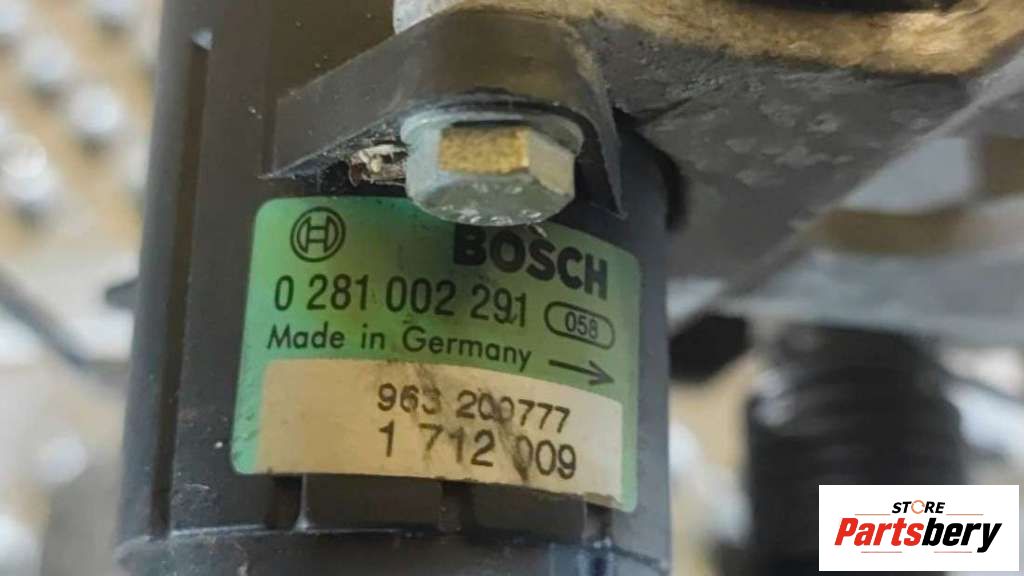 BOSCH
0 281 002 291 058
Made in Germany
963 200777
1 712 009
STORE
Partsbery